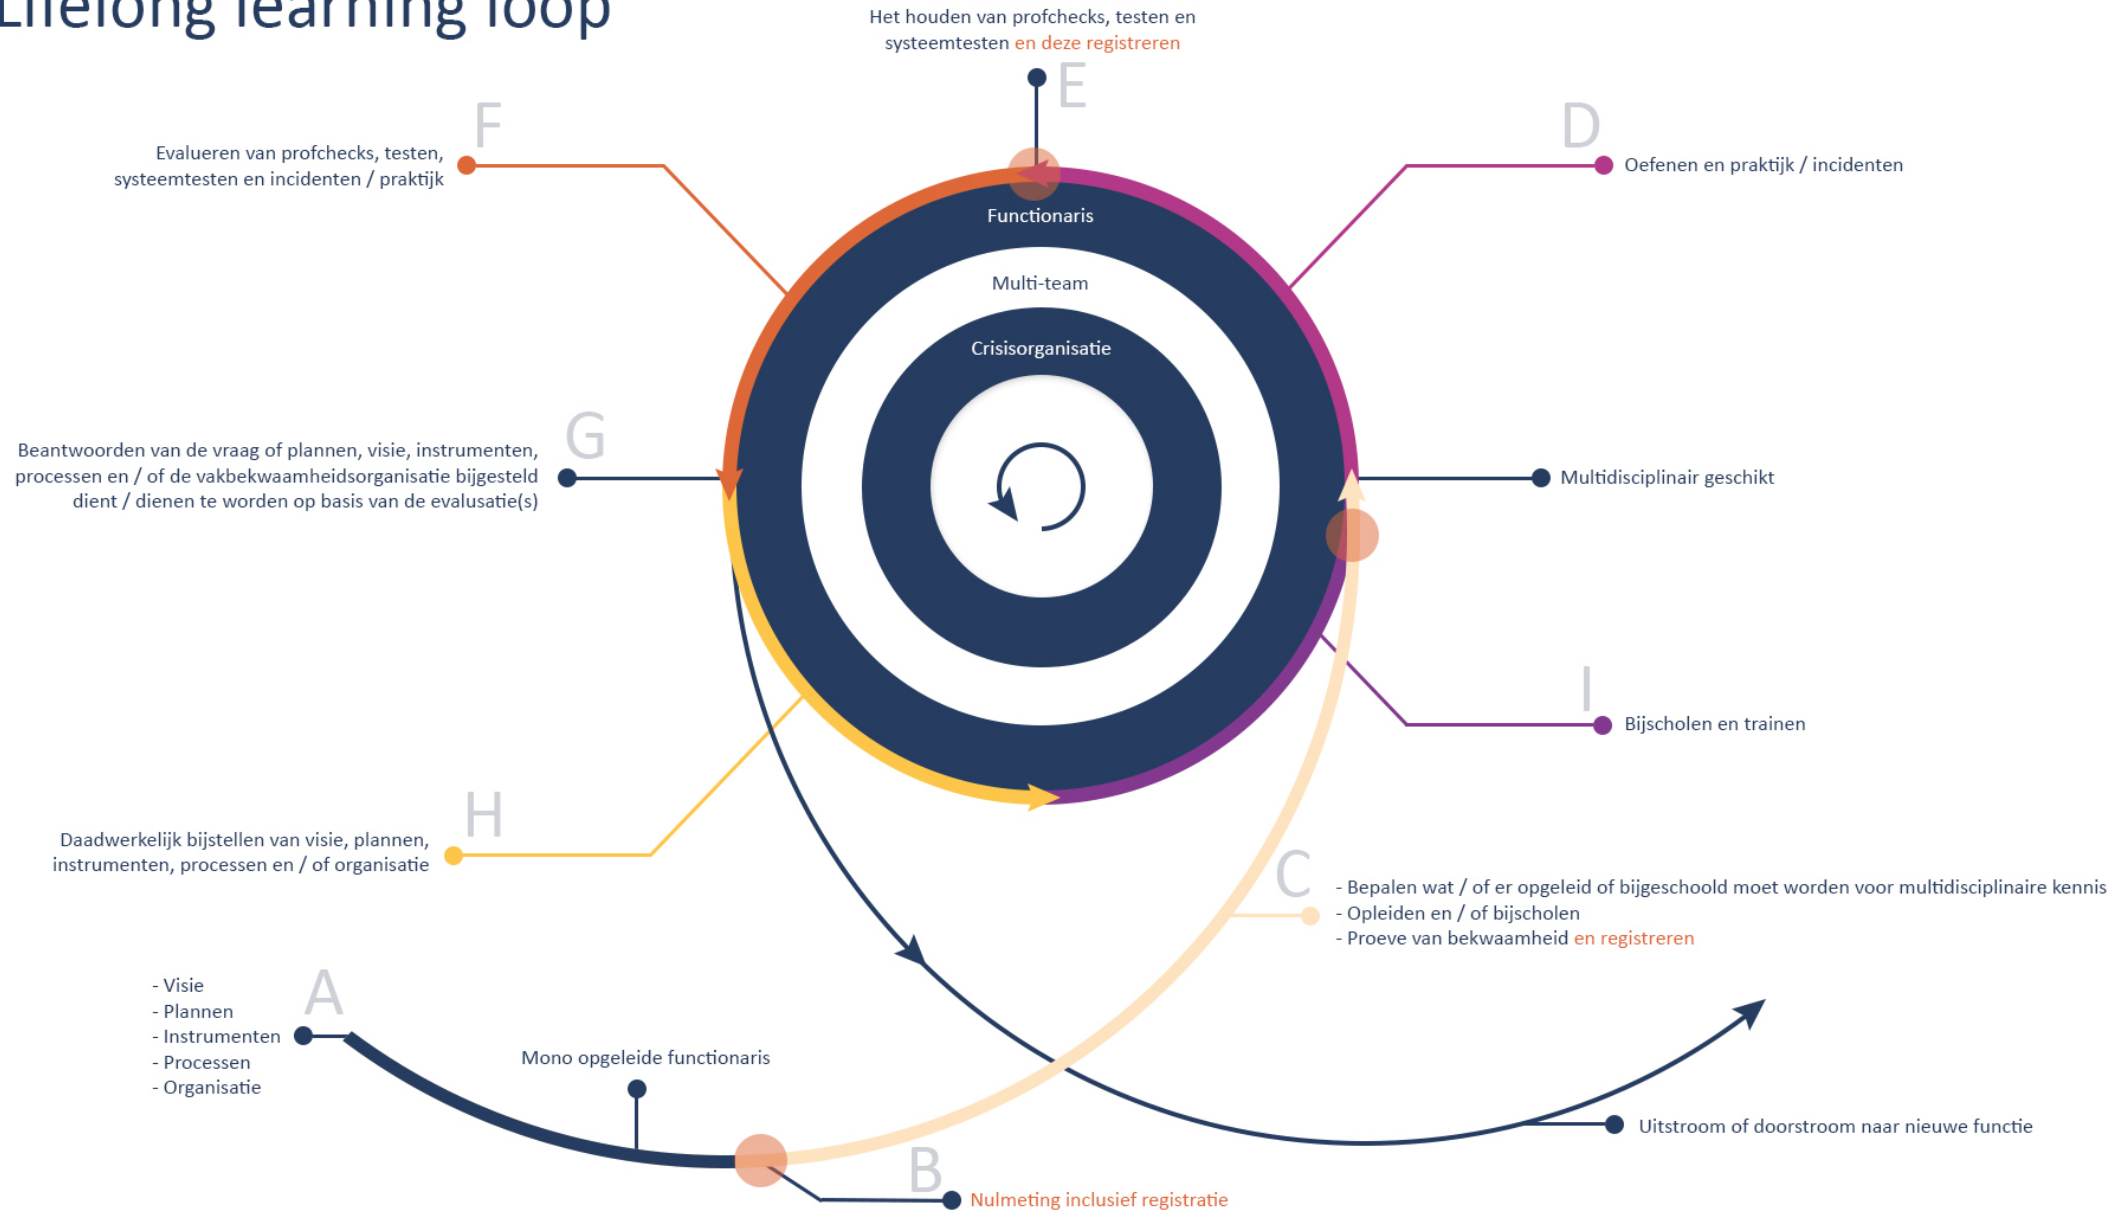 Lifelong learning loop
Het houden van profchecks, testen en
systeemtesten en deze registreren
E
F
Evalueren van profchecks, testen,
systeemtesten en incidenten / praktijk
D
Oefenen en praktijk / incidenten
Functionaris
Multi-team
Crisisorganisatie
G
Beantwoorden van de vraag of plannen, visie, instrumenten,
processen en / of de vakbekwaamheidsorganisatie bijgesteld
dient / dienen te worden op basis van de evalusatie(s)
Multidisciplinair geschikt
I
Bijscholen en trainen
H
Daadwerkelijk bijstellen van visie, plannen,
instrumenten, processen en / of organisatie
C
- Bepalen wat / of er opgeleid of bijgeschoold moet worden voor multidisciplinaire kennis
- Opleiden en / of bijscholen
- Proeve van bekwaamheid en registreren
A
- Visie
- Plannen
- Instrumenten
- Processen
- Organisatie
Mono opgeleide functionaris
Uitstroom of doorstroom naar nieuwe functie
B
Nulmeting inclusief registratie